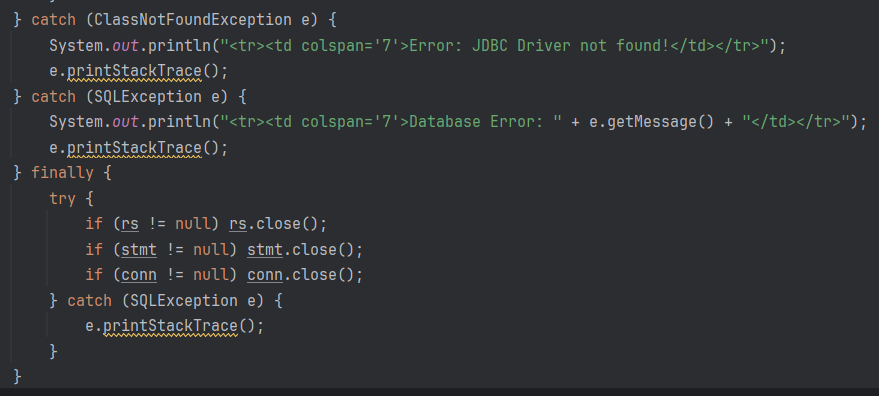 } catch (ClassNotFoundException e) {
    System.out.println("<tr><td colspan='7'>Error: JDBC Driver not found!</td></tr>");
    e.printStackTrace();
} catch (SQLException e) {
    System.out.println("<tr><td colspan='7'>Database Error: " + e.getMessage() + "</td></tr>");
    e.printStackTrace();
} finally {
    try {
        if (rs != null) rs.close();
        if (stmt != null) stmt.close();
        if (conn != null) conn.close();
    } catch (SQLException e) {
        e.printStackTrace();
    }
}